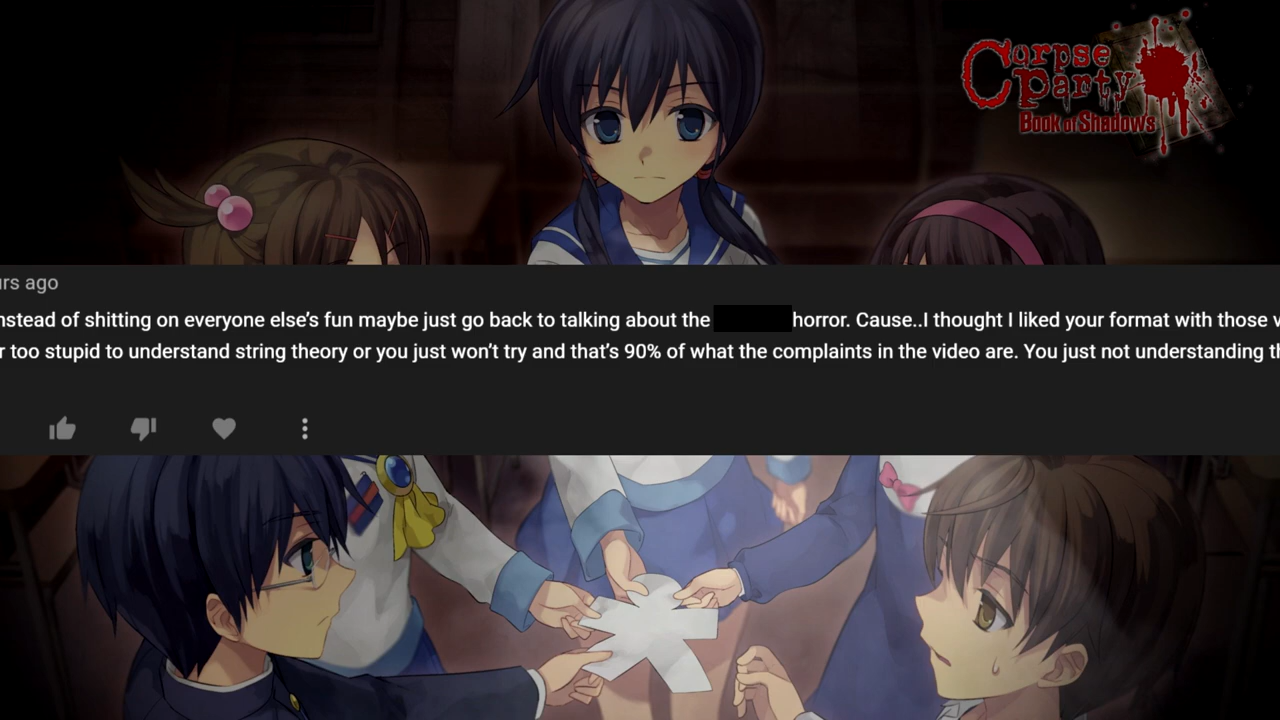 Corpse
Party
Book of Shadows
rs ago
nstead of shitting on everyone else's fun maybe just go back to talking about the horror. Cause..I thought I liked your format with those
r too stupid to understand string theory or you just won't try and that's 90% of what the complaints in the video are. You just not understanding